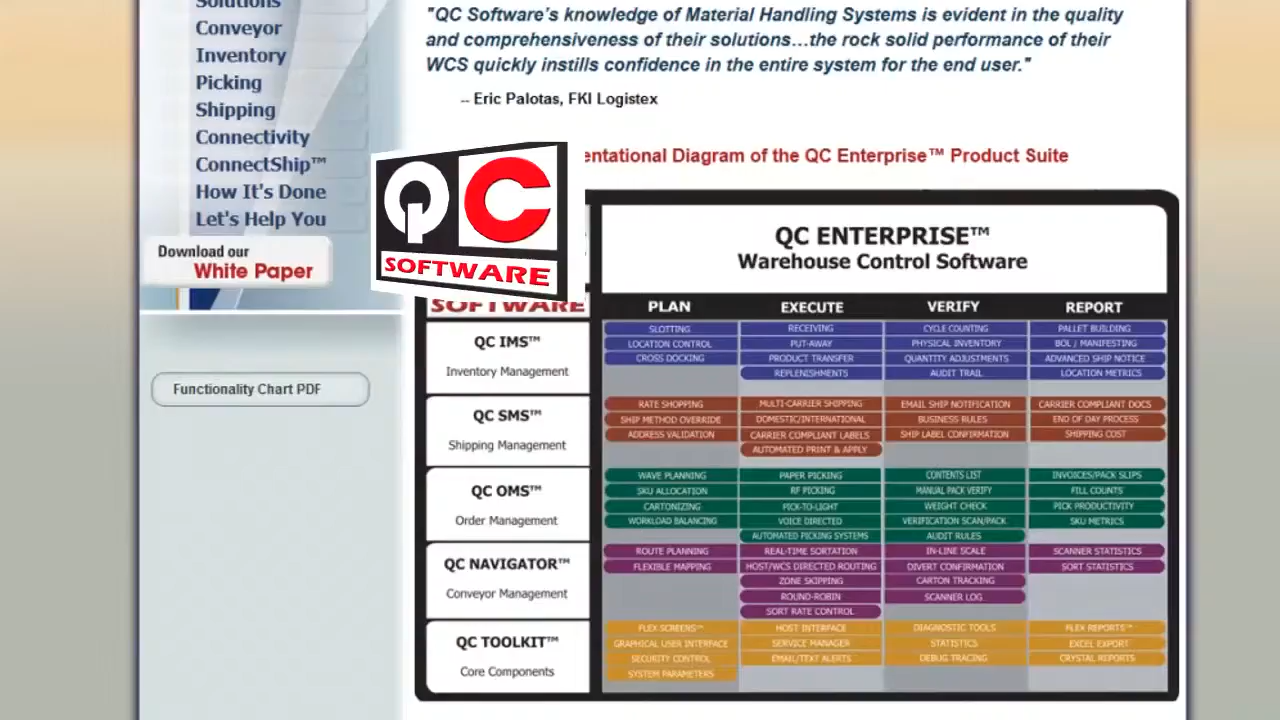 Solutions
Conveyor
Inventory
Picking
Shipping
Connectivity
ConnectShip™
How It's Done
Let's Help You
Download our
White Paper
Functionality Chart PDF
"QC Software's knowledge of Material Handling Systems is evident in the quality
and comprehensiveness of their solutions...the rock solid performance of their
WCS quickly instills confidence in the entire system for the end user."
-- Eric Palotas, FKI Logistex
entational Diagram of the QC Enterprise™ Product Suite
QC
SOFTWARE
SOFTWARE
QC ENTERPRISE™
Warehouse Control Software
PLAN EXECUTE VERIFY REPORT
QC IMS™
Inventory Management
SLOTTING RECEIVING CYCLE COUNTING PALLET BUILDING
LOCATION CONTROL PUT-AWAY PHYSICAL INVENTORY BOL / MANIFESTING
CROSS DOCKING PRODUCT TRANSFER QUANTITY ADJUSTMENTS ADVANCED SHIP NOTICE
REPLENISHMENTS AUDIT TRAIL LOCATION METRICS
QC SMS™
Shipping Management
RATE SHOPPING MULTI-CARRIER SHIPPING EMAIL SHIP NOTIFICATION CARRIER COMPLIANT DOCS
SHIP METHOD OVERRIDE DOMESTIC/INTERNATIONAL BUSINESS RULES END OF DAY PROCESS
ADDRESS VALIDATION CARRIER COMPLIANT LABELS SHIP LABEL CONFIRMATION SHIPPING COST
AUTOMATED PRINT & APPLY
QC OMS™
Order Management
WAVE PLANNING PAPER PICKING CONTENTS LIST INVOICES/PACK SLIPS
SKU ALLOCATION RF PICKING MANUAL PACK VERIFY FILL COUNTS
CARTONIZING PICK-TO-LIGHT WEIGHT CHECK PICK PRODUCTIVITY
WORKLOAD BALANCING VOICE DIRECTED VERIFICATION SCAN/PACK SKU METRICS
AUTOMATED PICKING SYSTEMS AUDIT RULES
QC NAVIGATOR™
Conveyor Management
ROUTE PLANNING REAL-TIME SORTATION IN-LINE SCALE SCANNER STATISTICS
FLEXIBLE MAPPING HOST/WCS DIRECTED ROUTING DIVERT CONFIRMATION SORT STATISTICS
ZONE SKIPPING CARTON TRACKING
ROUND-ROBIN SCANNER LOG
SORT RATE CONTROL
QC TOOLKIT™
Core Components
FLEX SCREENS™ HOST INTERFACE DIAGNOSTIC TOOLS FLEX REPORTS™
GRAPHICAL USER INTERFACE SERVICE MANAGER STATISTICS EXCEL EXPORT
SECURITY CONTROL EMAIL/TEXT ALERTS DEBUG TRACING CRYSTAL REPORTS
SYSTEM PARAMETERS